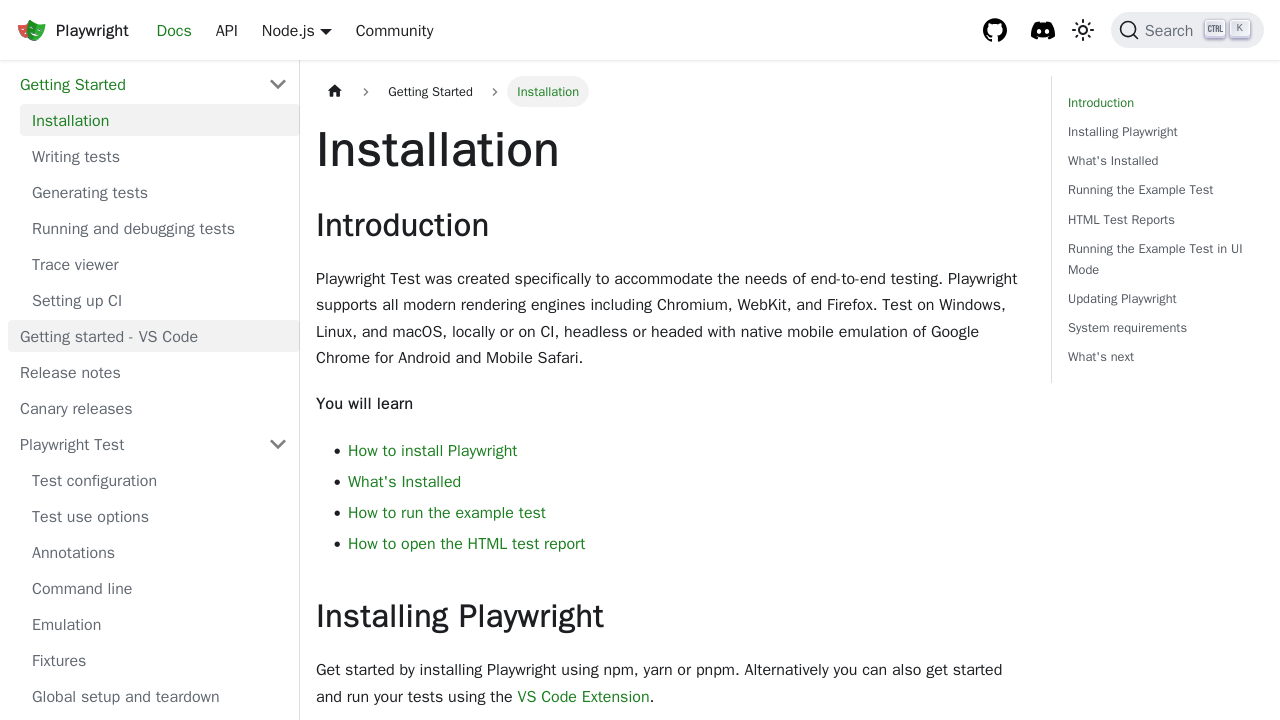 Playwright
Docs
API
Node.js
Community
Search
CTRL
K
Getting Started
Installation
Writing tests
Generating tests
Running and debugging tests
Trace viewer
Setting up CI
Getting started - VS Code
Release notes
Canary releases
Playwright Test
Test configuration
Test use options
Annotations
Command line
Emulation
Fixtures
Global setup and teardown
Getting Started
Installation
Installation
Introduction
Playwright Test was created specifically to accommodate the needs of end-to-end testing. Playwright
supports all modern rendering engines including Chromium, WebKit, and Firefox. Test on Windows,
Linux, and macOS, locally or on CI, headless or headed with native mobile emulation of Google
Chrome for Android and Mobile Safari.
You will learn
• How to install Playwright
• What's Installed
• How to run the example test
• How to open the HTML test report
Installing Playwright
Get started by installing Playwright using npm, yarn or pnpm. Alternatively you can also get started
and run your tests using the VS Code Extension.
Introduction
Installing Playwright
What's Installed
Running the Example Test
HTML Test Reports
Running the Example Test in UI
Mode
Updating Playwright
System requirements
What's next